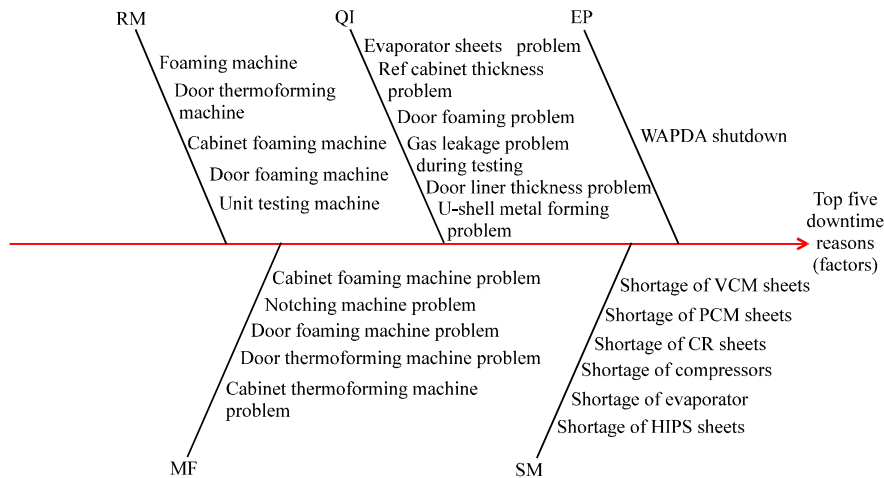 RM
Foaming machine
Door thermoforming
machine
Cabinet foaming machine
Door foaming machine
Unit testing machine
QI
Evaporator sheets problem
Ref cabinet thickness
problem
Door foaming problem
Gas leakage problem
during testing
Door liner thickness problem
U-shell metal forming
problem
EP
WAPDA shutdown
Top five
downtime
reasons
(factors)
Cabinet foaming machine problem
Notching machine problem
Door foaming machine problem
Door thermoforming machine problem
Cabinet thermoforming machine
problem
MF
Shortage of VCM sheets
Shortage of PCM sheets
Shortage of CR sheets
Shortage of compressors
Shortage of evaporator
Shortage of HIPS sheets
SM